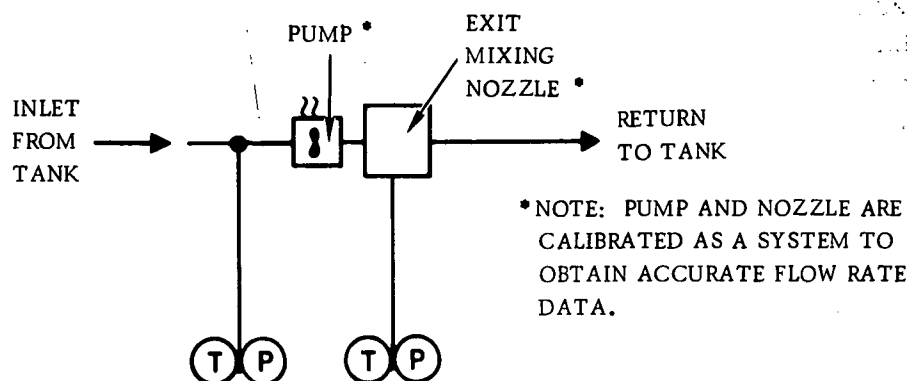 PUMP *
EXIT
MIXING
NOZZLE *
INLET
FROM
TANK
RETURN
TO TANK
*NOTE: PUMP AND NOZZLE ARE
CALIBRATED AS A SYSTEM TO
OBTAIN ACCURATE FLOW RATE
DATA.
T P T P